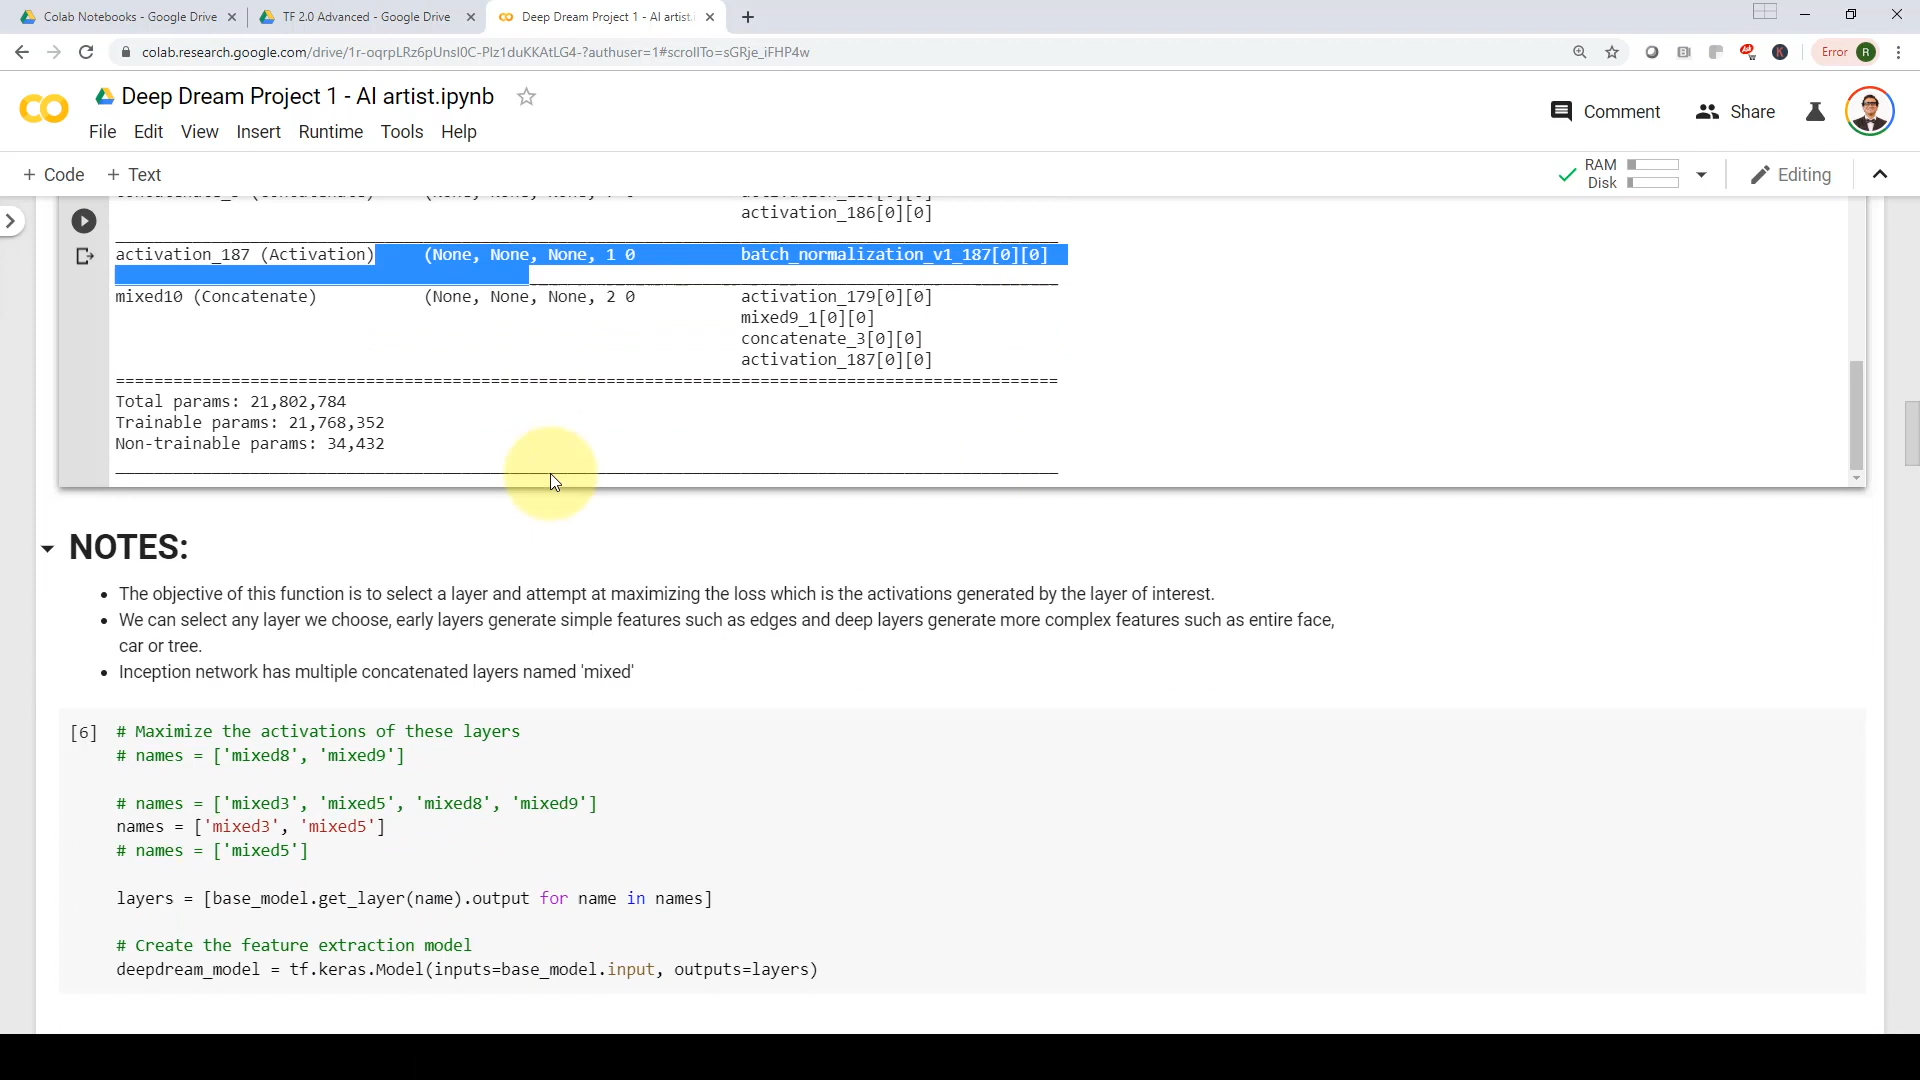 Colab Notebooks - Google Drive
TF 2.0 Advanced - Google Drive
Deep Dream Project 1 - AI artist.
colab.research.google.com/drive/1r-oqrpLRz6pUnsl0C-Plz1duKKAtLG4-?authuser=1#scrollTo=sGRje_iFHP4w
Error R
Deep Dream Project 1 - AI artist.ipynb
Comment
Share
File Edit View Insert Runtime Tools Help
+ Code + Text
RAM
Disk
Editing
activation_186[0][0]
activation_187 (Activation) (None, None, None, 1 0 batch_normalization_v1_187[0][0]
mixed10 (Concatenate) (None, None, None, 2 0 activation_179[0][0]
mixed9_1[0][0]
concatenate_3[0][0]
activation_187[0][0]
==================================================================================================
Total params: 21,802,784
Trainable params: 21,768,352
Non-trainable params: 34,432
NOTES:
• The objective of this function is to select a layer and attempt at maximizing the loss which is the activations generated by the layer of interest.
• We can select any layer we choose, early layers generate simple features such as edges and deep layers generate more complex features such as entire face,
car or tree.
• Inception network has multiple concatenated layers named 'mixed'
[6] # Maximize the activations of these layers
# names = ['mixed8', 'mixed9']
# names = ['mixed3', 'mixed5', 'mixed8', 'mixed9']
names = ['mixed3', 'mixed5']
# names = ['mixed5']
layers = [base_model.get_layer(name).output for name in names]
# Create the feature extraction model
deepdream_model = tf.keras.Model(inputs=base_model.input, outputs=layers)